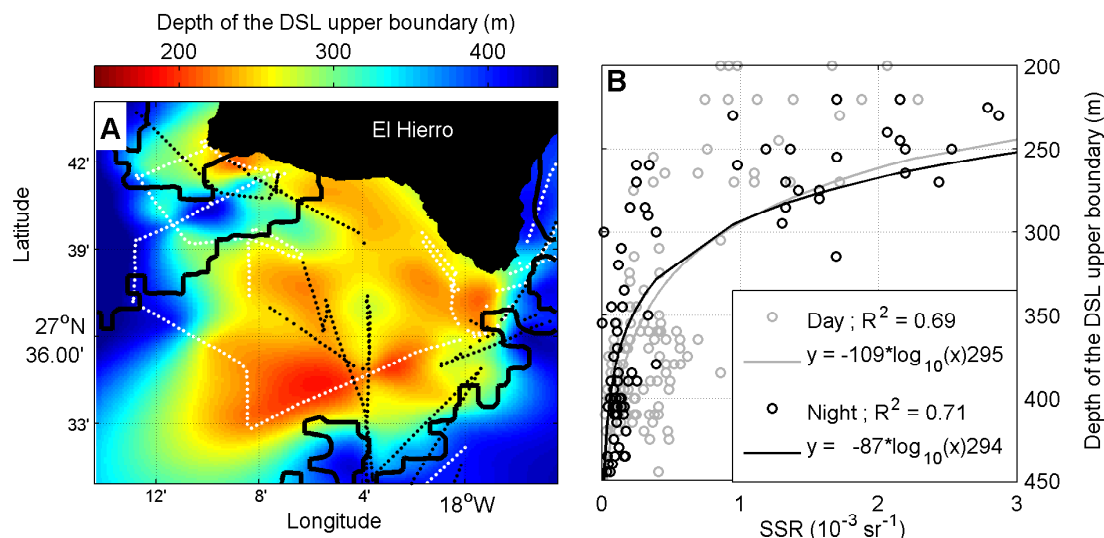 Depth of the DSL upper boundary (m)
200 300 400
A
El Hierro
42'
39'
27°N
36.00'
33'
Latitude
12' 8' 4' 18°W
Longitude
B
200
250
300
350
400
450
Depth of the DSL upper boundary (m)
Day ; R² = 0.69
y = -109*log₁₀(x)295
Night ; R² = 0.71
y = -87*log₁₀(x)294
0 1 2 3
SSR (10⁻³ sr⁻¹)